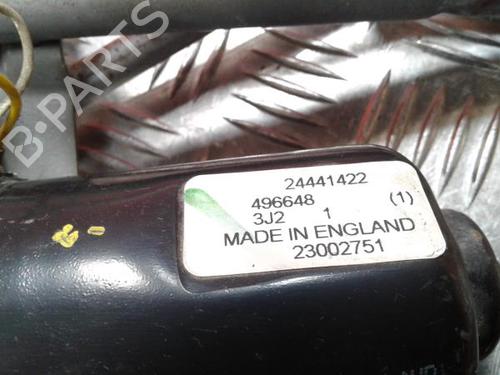 B-PARTS
24441422
496648 (1)
3J2 1
MADE IN ENGLAND
23002751